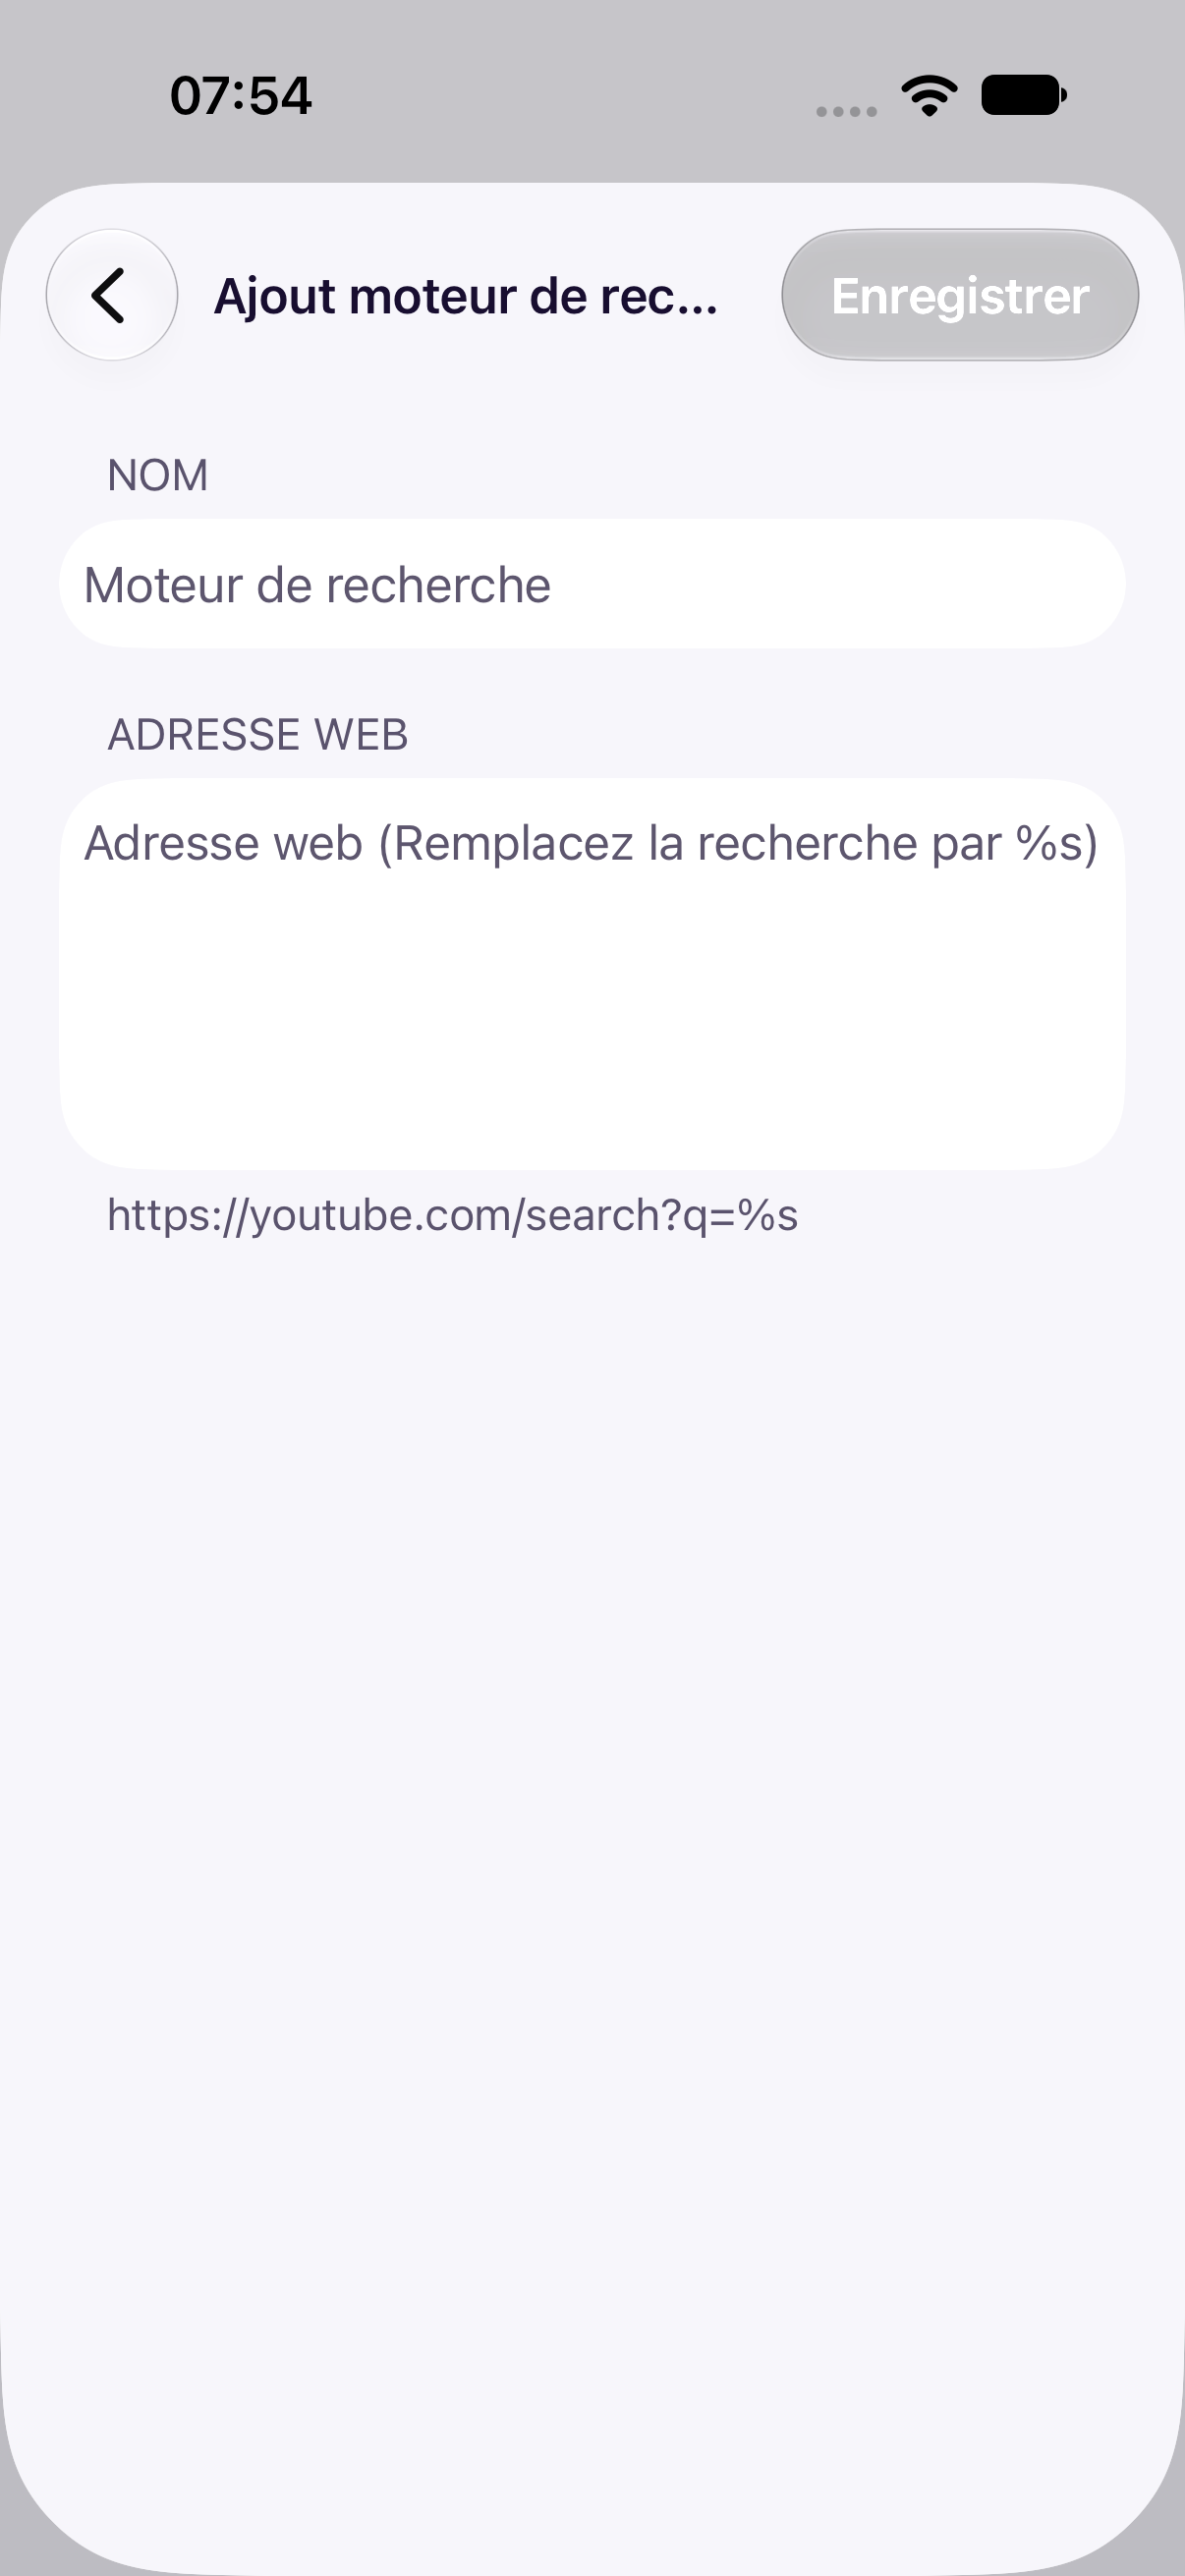 07:54
Ajout moteur de rec...
Enregistrer
NOM
Moteur de recherche
ADRESSE WEB
Adresse web (Remplacez la recherche par %s)
https://youtube.com/search?q=%s